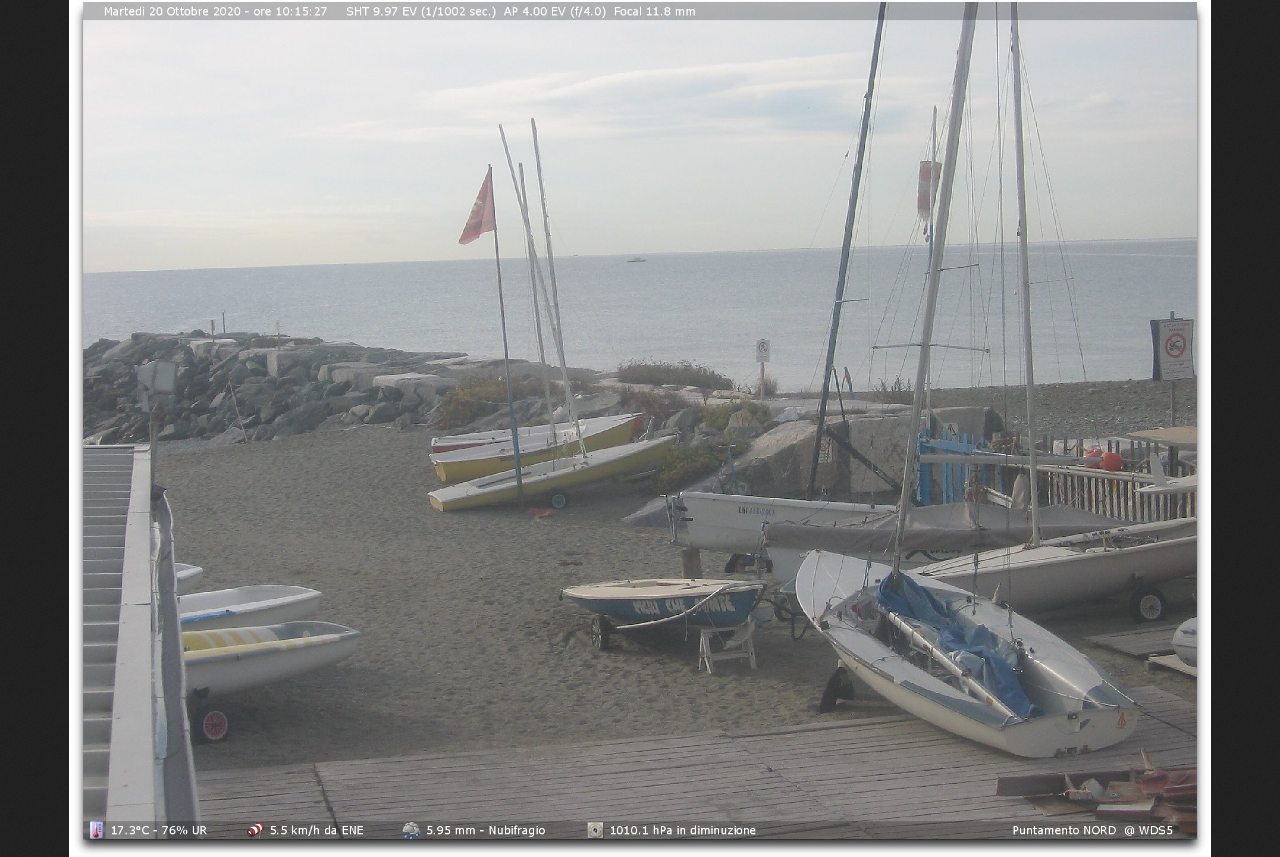 Martedi 20 Ottobre 2020 - ore 10:15:27 SHT 9.97 EV (1/1002 sec.) AP 4.00 EV (f/4.0) Focal 11.8 mm
17.3°C - 76% UR 5.5 km/h da ENE 5.95 mm - Nubifragio 1010.1 hPa in diminuzione Puntamento NORD @ WDS5